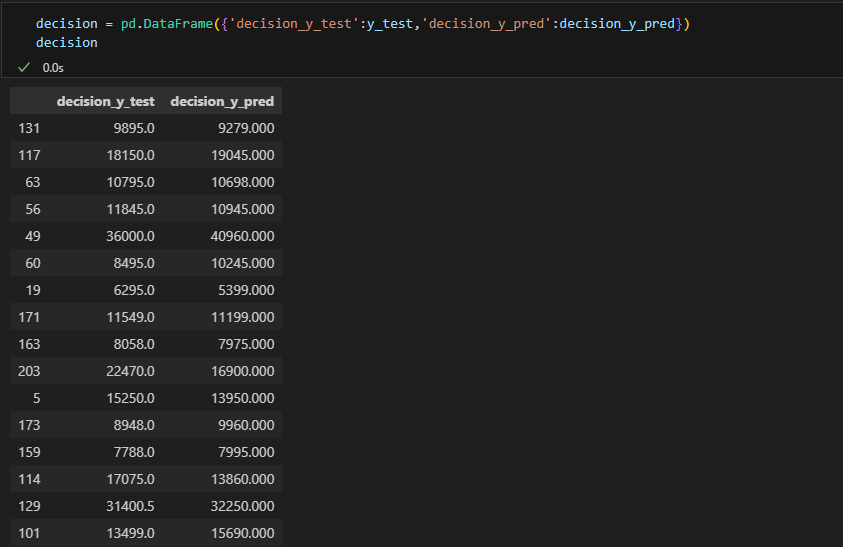 decision = pd.DataFrame({'decision_y_test':y_test,'decision_y_pred':decision_y_pred})
decision
0.0s
decision_y_test decision_y_pred
131 9895.0 9279.000
117 18150.0 19045.000
63 10795.0 10698.000
56 11845.0 10945.000
49 36000.0 40960.000
60 8495.0 10245.000
19 6295.0 5399.000
171 11549.0 11199.000
163 8058.0 7975.000
203 22470.0 16900.000
5 15250.0 13950.000
173 8948.0 9960.000
159 7788.0 7995.000
114 17075.0 13860.000
129 31400.5 32250.000
101 13499.0 15690.000